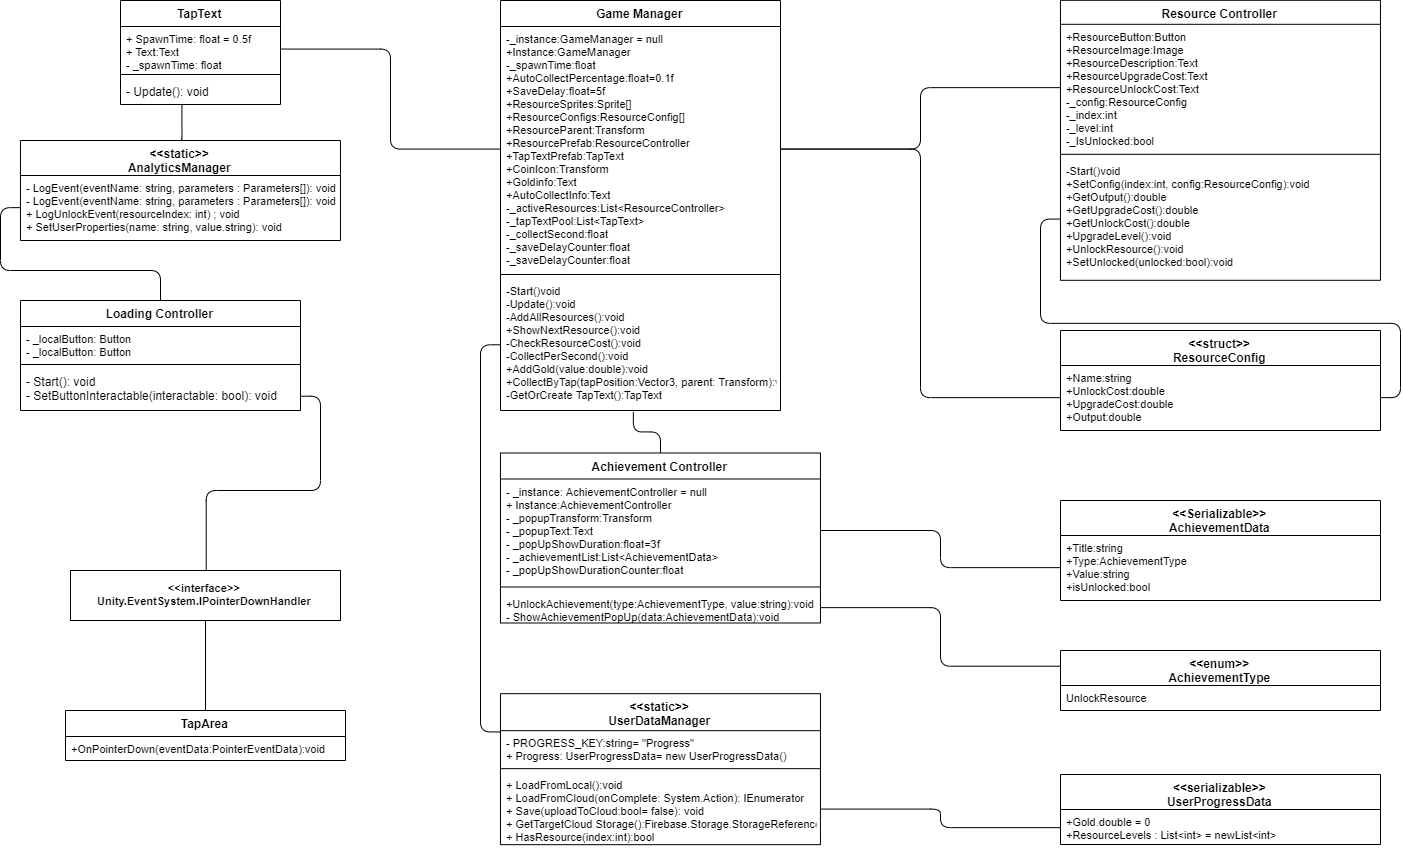 TapText
+ SpawnTime: float = 0.5f
+ Text:Text
- _spawnTime: float
- Update(): void
<<static>>
AnalyticsManager
- LogEvent(eventName: string, parameters : Parameters[]): void
- LogEvent(eventName: string, parameters : Parameters[]): void
+ LogUnlockEvent(resourceIndex: int) ; void
+ SetUserProperties(name: string, value.string): void
Loading Controller
- _localButton: Button
- _localButton: Button
- Start(): void
- SetButtonInteractable(interactable: bool): void
<<interface>>
Unity.EventSystem.IPointerDownHandler
TapArea
+OnPointerDown(eventData:PointerEventData):void
Game Manager
-_instance:GameManager = null
+Instance:GameManager
-_spawnTime:float
+AutoCollectPercentage:float=0.1f
+SaveDelay:float=5f
+ResourceSprites:Sprite[]
+ResourceConfigs:ResourceConfig[]
+ResourceParent:Transform
+ResourcePrefab:ResourceController
+TapTextPrefab:TapText
+CoinIcon:Transform
+Goldinfo:Text
+AutoCollectInfo:Text
-_activeResources:List<ResourceController>
-_tapTextPool:List<TapText>
-_collectSecond:float
-_saveDelayCounter:float
-_saveDelayCounter:float
-Start()void
-Update():void
-AddAllResources():void
+ShowNextResource():void
-CheckResourceCost():void
-CollectPerSecond():void
+AddGold(value:double):void
+CollectByTap(tapPosition:Vector3, parent: Transform):
-GetOrCreate TapText():TapText
Achievement Controller
- _instance: AchievementController = null
+ Instance:AchievementController
- _popupTransform:Transform
- _popupText:Text
- _popUpShowDuration:float=3f
- _achievementList:List<AchievementData>
- _popUpShowDurationCounter:float
+UnlockAchievement(type:AchievementType, value:string):void
- ShowAchievementPopUp(data:AchievementData):void
<<static>>
UserDataManager
- PROGRESS_KEY:string= "Progress"
+ Progress: UserProgressData= new UserProgressData()
+ LoadFromLocal():void
+ LoadFromCloud(onComplete: System.Action): IEnumerator
+ Save(uploadToCloud:bool= false): void
+ GetTargetCloud Storage():Firebase.Storage.StorageReference
+ HasResource(index:int):bool
Resource Controller
+ResourceButton:Button
+ResourceImage:Image
+ResourceDescription:Text
+ResourceUpgradeCost:Text
+ResourceUnlockCost:Text
-_config:ResourceConfig
-_index:int
-_level:int
-_IsUnlocked:bool
-Start()void
+SetConfig(index:int, config:ResourceConfig):void
+GetOutput():double
+GetUpgradeCost():double
+GetUnlockCost():double
+UpgradeLevel():void
+UnlockResource():void
+SetUnlocked(unlocked:bool):void
<<struct>>
ResourceConfig
+Name:string
+UnlockCost:double
+UpgradeCost:double
+Output:double
<<Serializable>>
AchievementData
+Title:string
+Type:AchievementType
+Value:string
+isUnlocked:bool
<<enum>>
AchievementType
UnlockResource
<<serializable>>
UserProgressData
+Gold.double = 0
+ResourceLevels : List<int> = newList<int>